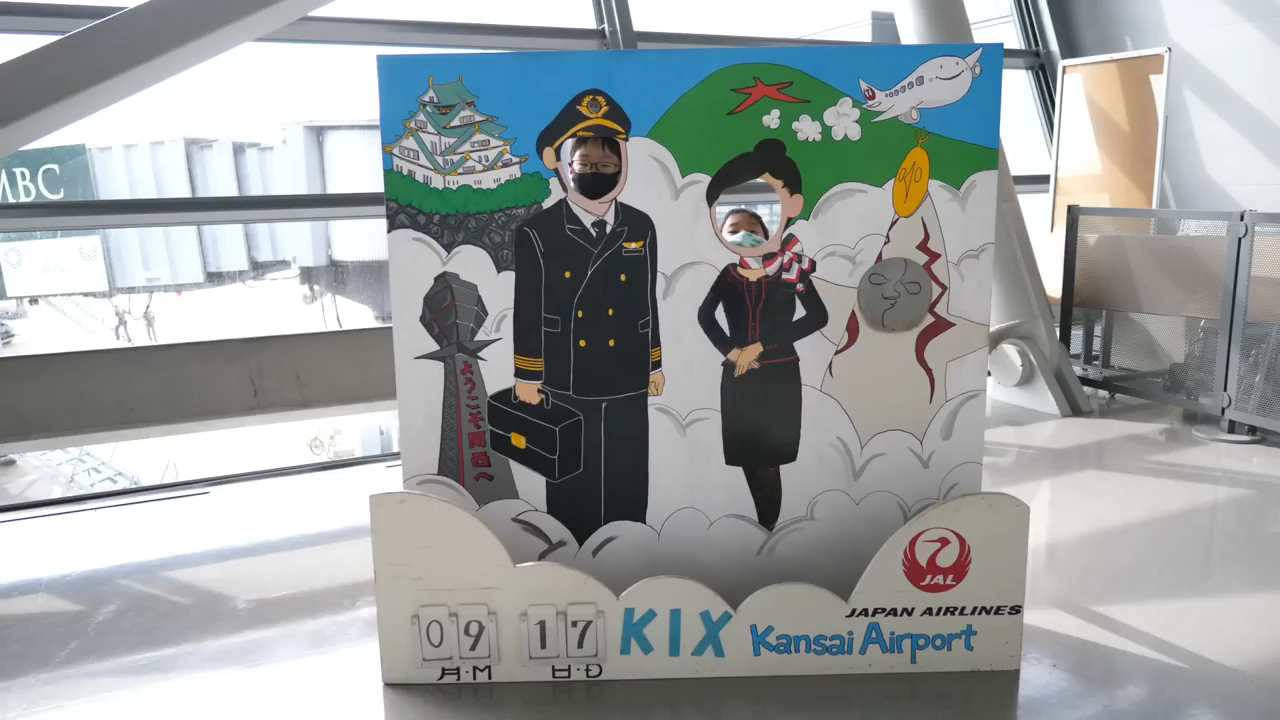 MBC
ようこそ関西へ
JAL
JAPAN AIRLINES
09 17
月·M 日·D
KIX
Kansai Airport